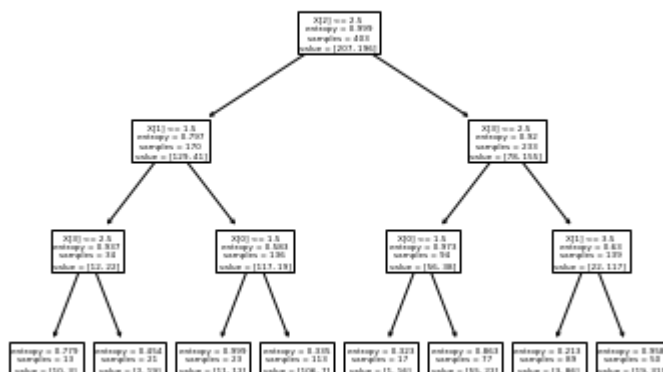 X[2] <= 2.5
entropy = 0.999
samples = 403
value = [207, 196]
X[1] <= 1.5
entropy = 0.797
samples = 170
value = [129, 41]
X[3] <= 2.5
entropy = 0.92
samples = 233
value = [78, 155]
X[3] <= 2.5
entropy = 0.937
samples = 34
value = [12, 22]
X[0] <= 1.5
entropy = 0.583
samples = 136
value = [117, 19]
X[0] <= 1.5
entropy = 0.973
samples = 94
value = [56, 38]
X[1] <= 3.5
entropy = 0.63
samples = 139
value = [22, 117]
entropy = 0.779
samples = 13
entropy = 0.454
samples = 21
entropy = 0.999
samples = 23
entropy = 0.335
samples = 113
entropy = 0.323
samples = 17
entropy = 0.863
samples = 77
entropy = 0.213
samples = 89
entropy = 0.958
samples = 50